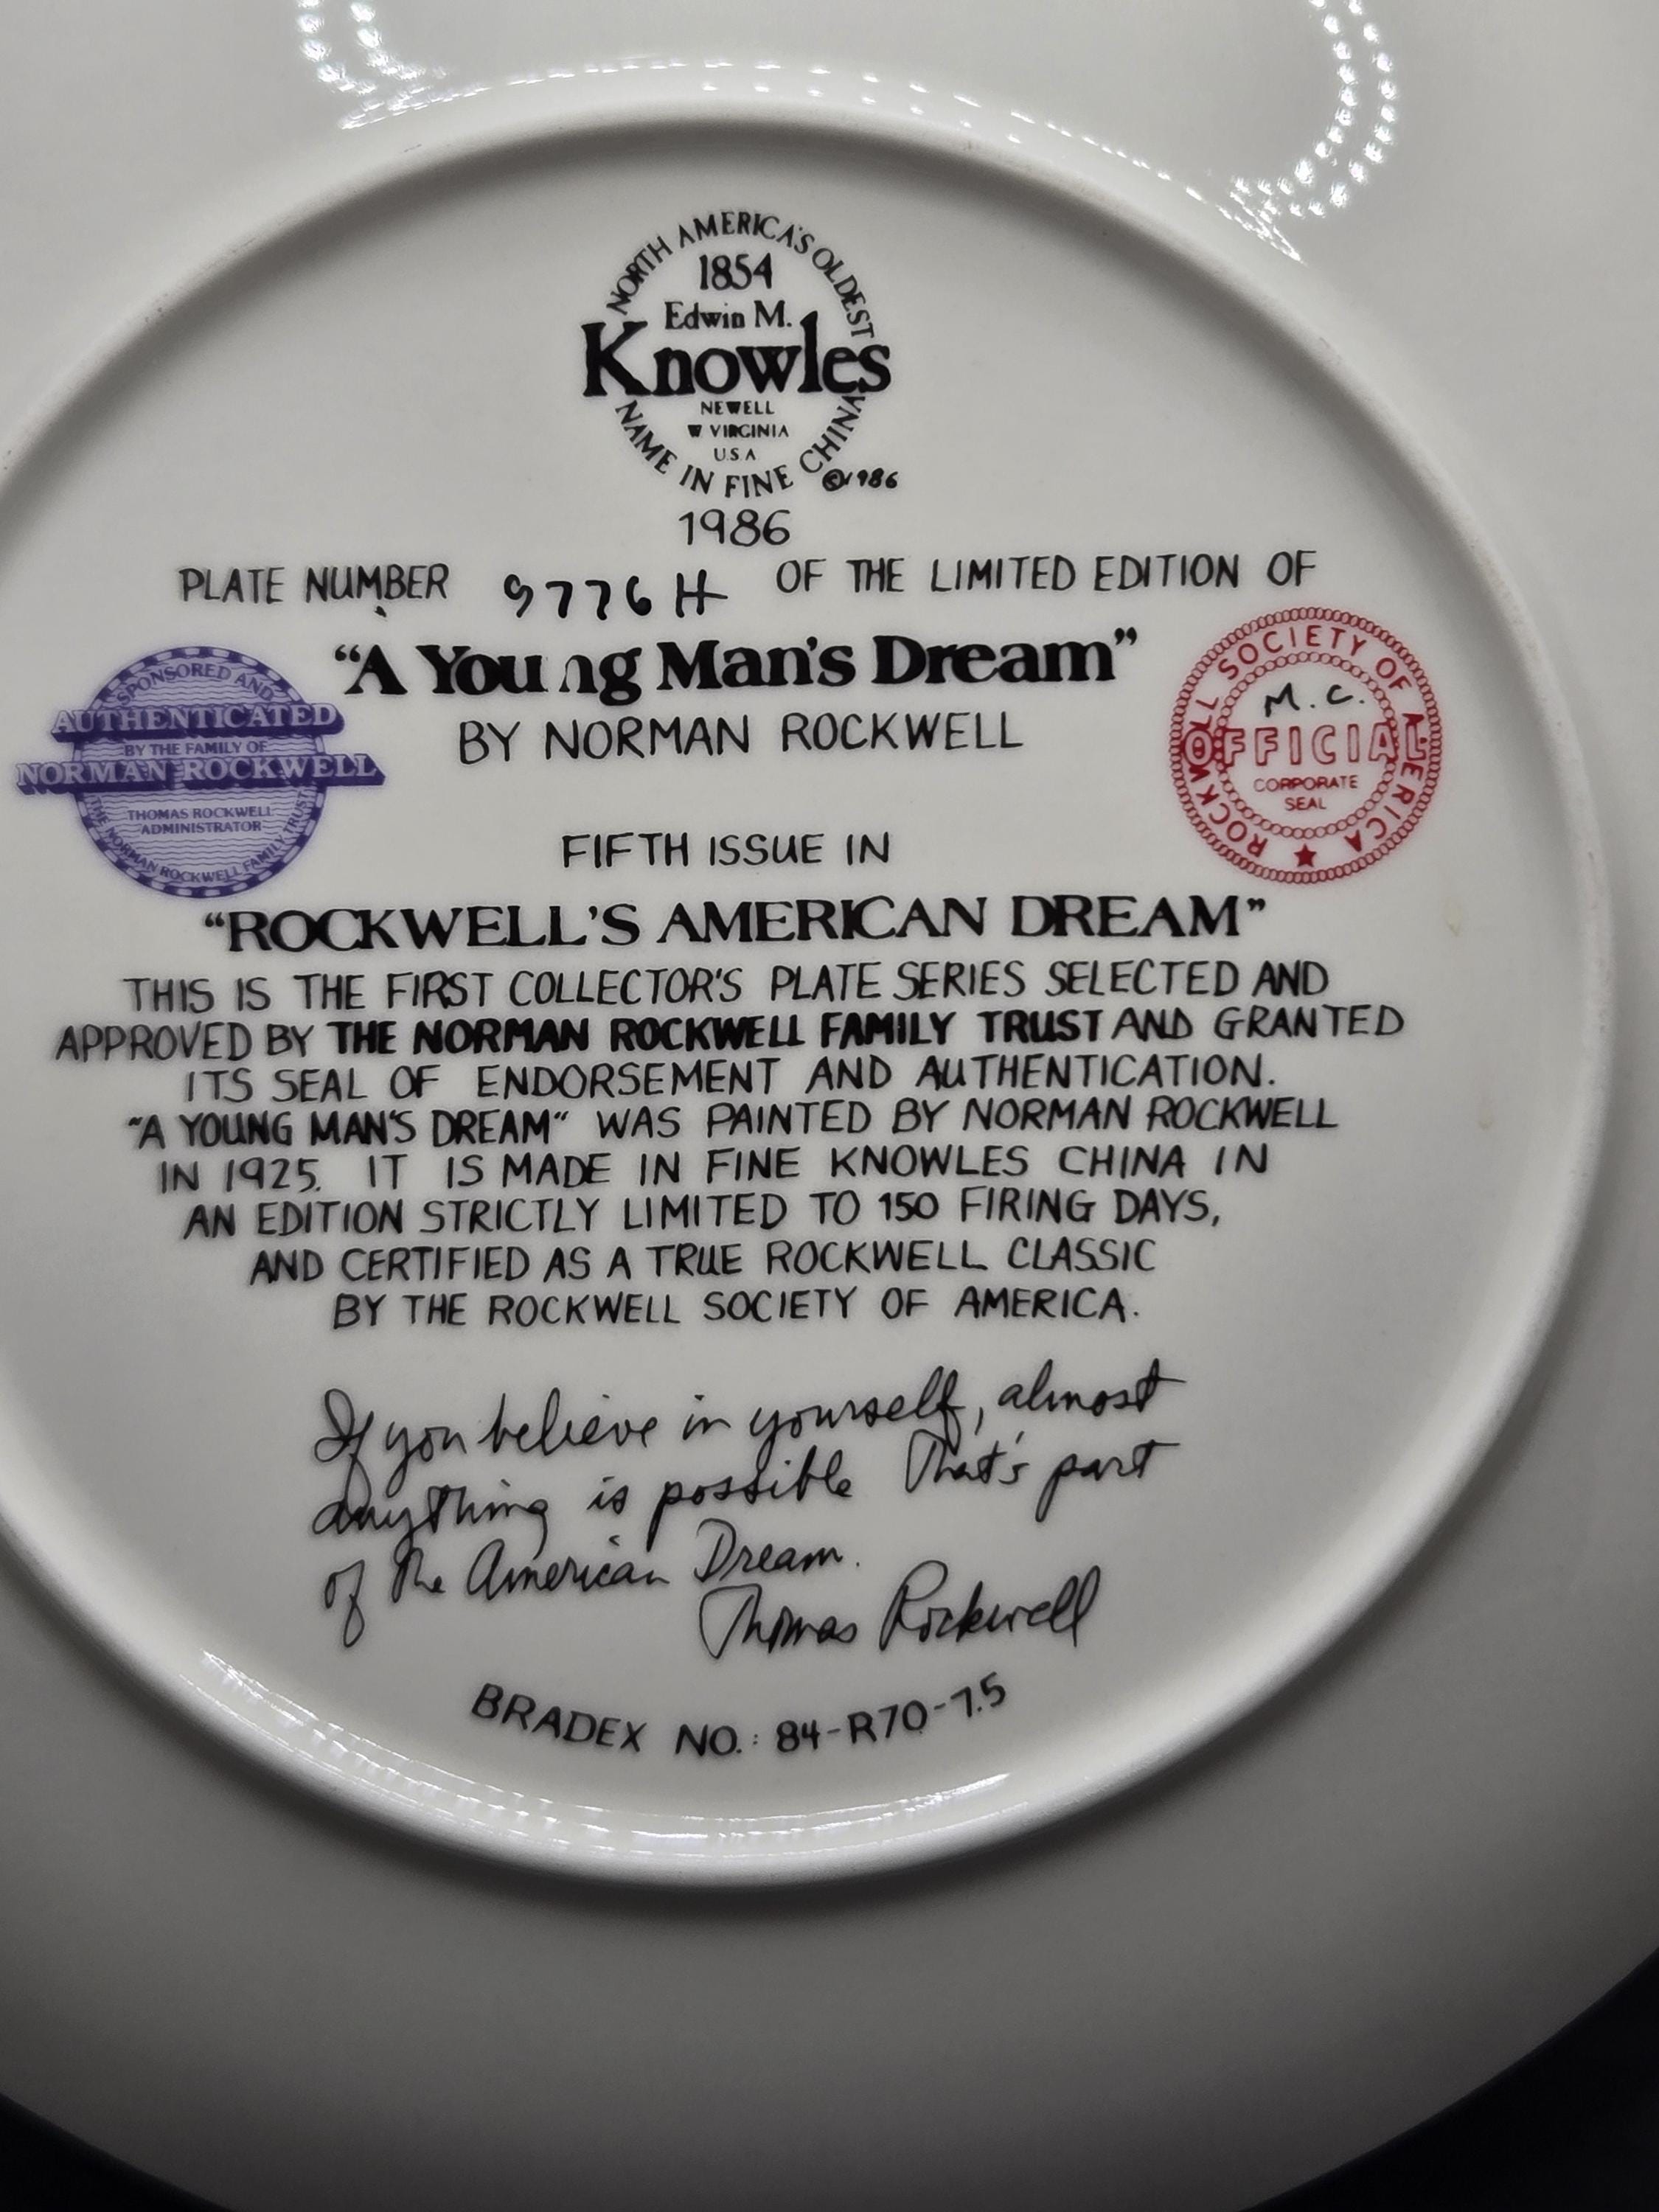 NORTH AMERICA'S OLDEST
1854
Edwin M.
Knowles
NEWELL
W VIRGINIA
U.S.A
NAME IN FINE CHINA
©1986
1986
PLATE NUMBER 9776H OF THE LIMITED EDITION OF
"A Young Man's Dream"
BY NORMAN ROCKWELL
SPONSORED AND
AUTHENTICATED
BY THE FAMILY OF
NORMAN ROCKWELL
THOMAS ROCKWELL
ADMINISTRATOR
THE NORMAN ROCKWELL FAMILY TRUST
ROCKWELL SOCIETY OF AMERICA
M.C.
OFFICIAL
CORPORATE
SEAL
FIFTH ISSUE IN
"ROCKWELL'S AMERICAN DREAM"
THIS IS THE FIRST COLLECTOR'S PLATE SERIES SELECTED AND
APPROVED BY THE NORMAN ROCKWELL FAMILY TRUST AND GRANTED
ITS SEAL OF ENDORSEMENT AND AUTHENTICATION.
"A YOUNG MAN'S DREAM" WAS PAINTED BY NORMAN ROCKWELL
IN 1925. IT IS MADE IN FINE KNOWLES CHINA IN
AN EDITION STRICTLY LIMITED TO 150 FIRING DAYS,
AND CERTIFIED AS A TRUE ROCKWELL CLASSIC
BY THE ROCKWELL SOCIETY OF AMERICA.
If you believe in yourself, almost
anything is possible That's part
of the American Dream.
Thomas Rockwell
BRADEX NO.: 84-R70-7.5